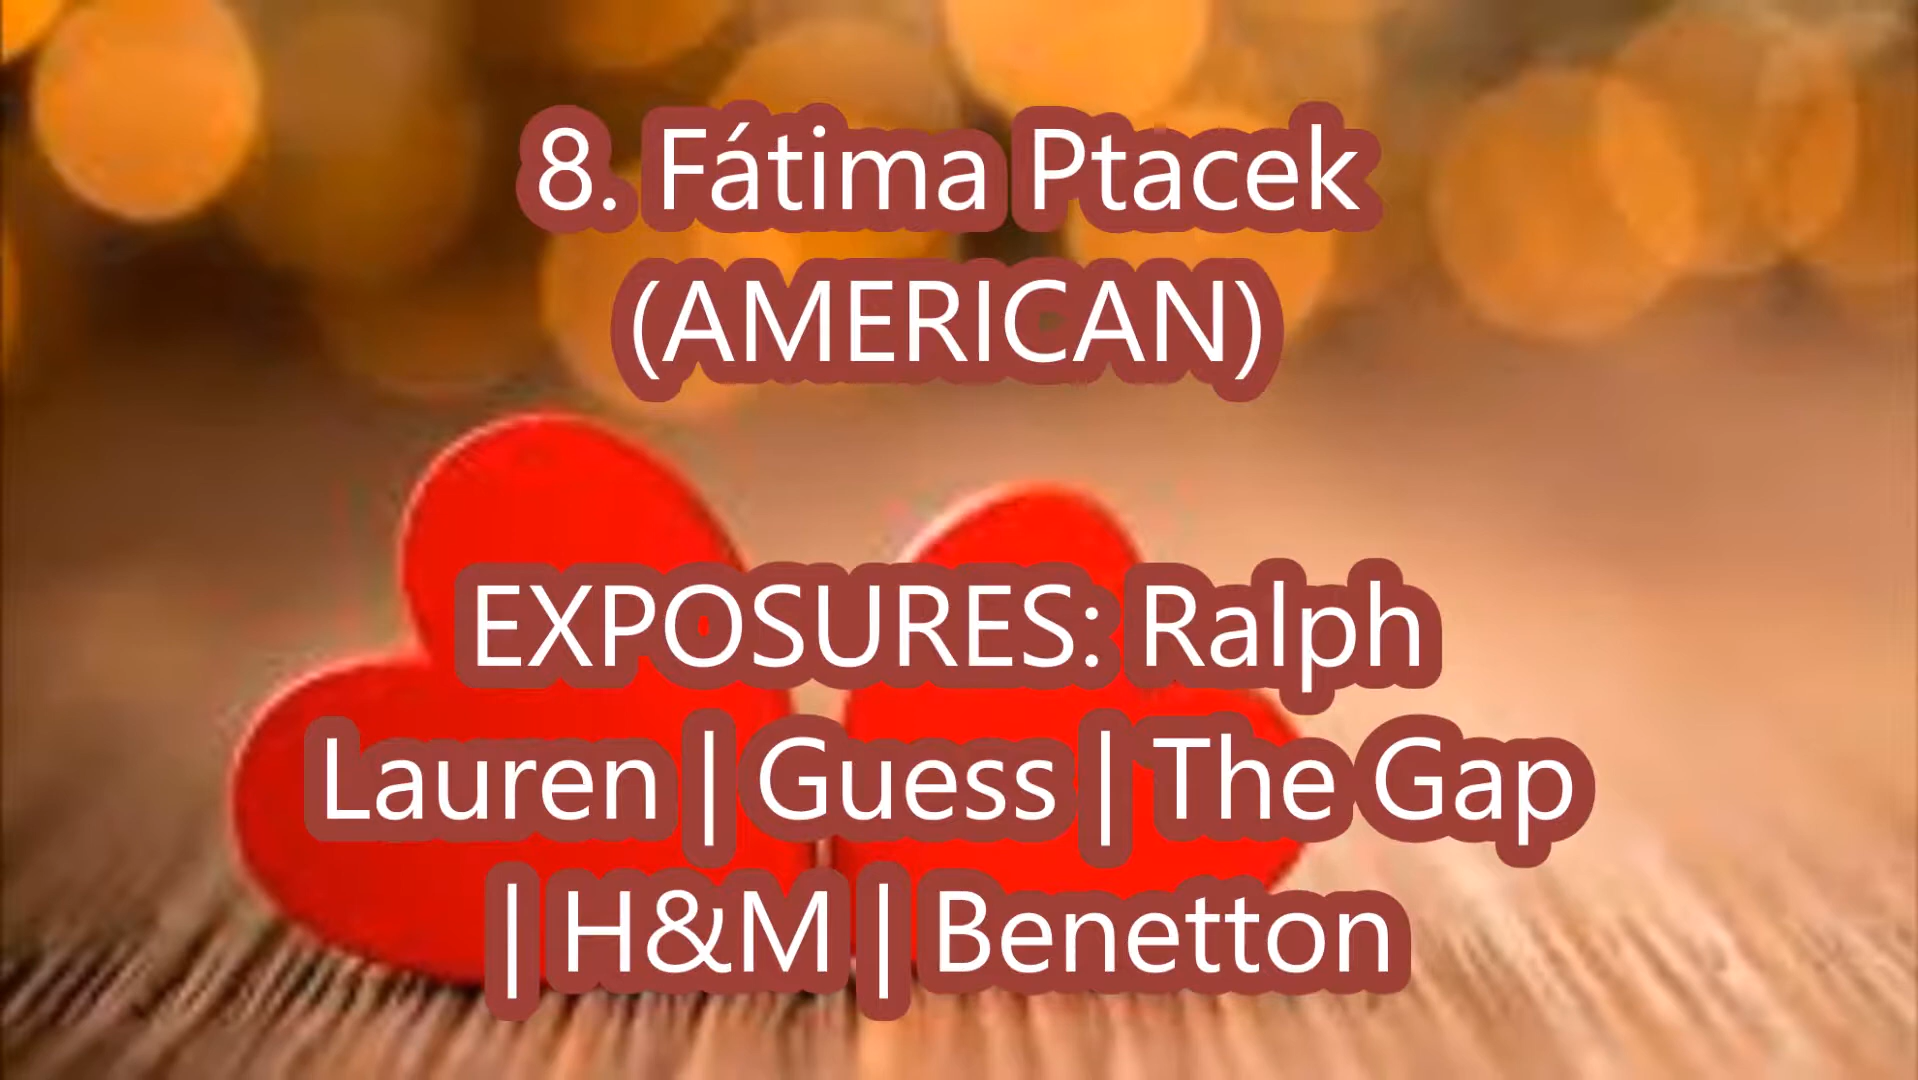 8. Fátima Ptacek
(AMERICAN)
EXPOSURES: Ralph
Lauren | Guess | The Gap
| H&M | Benetton